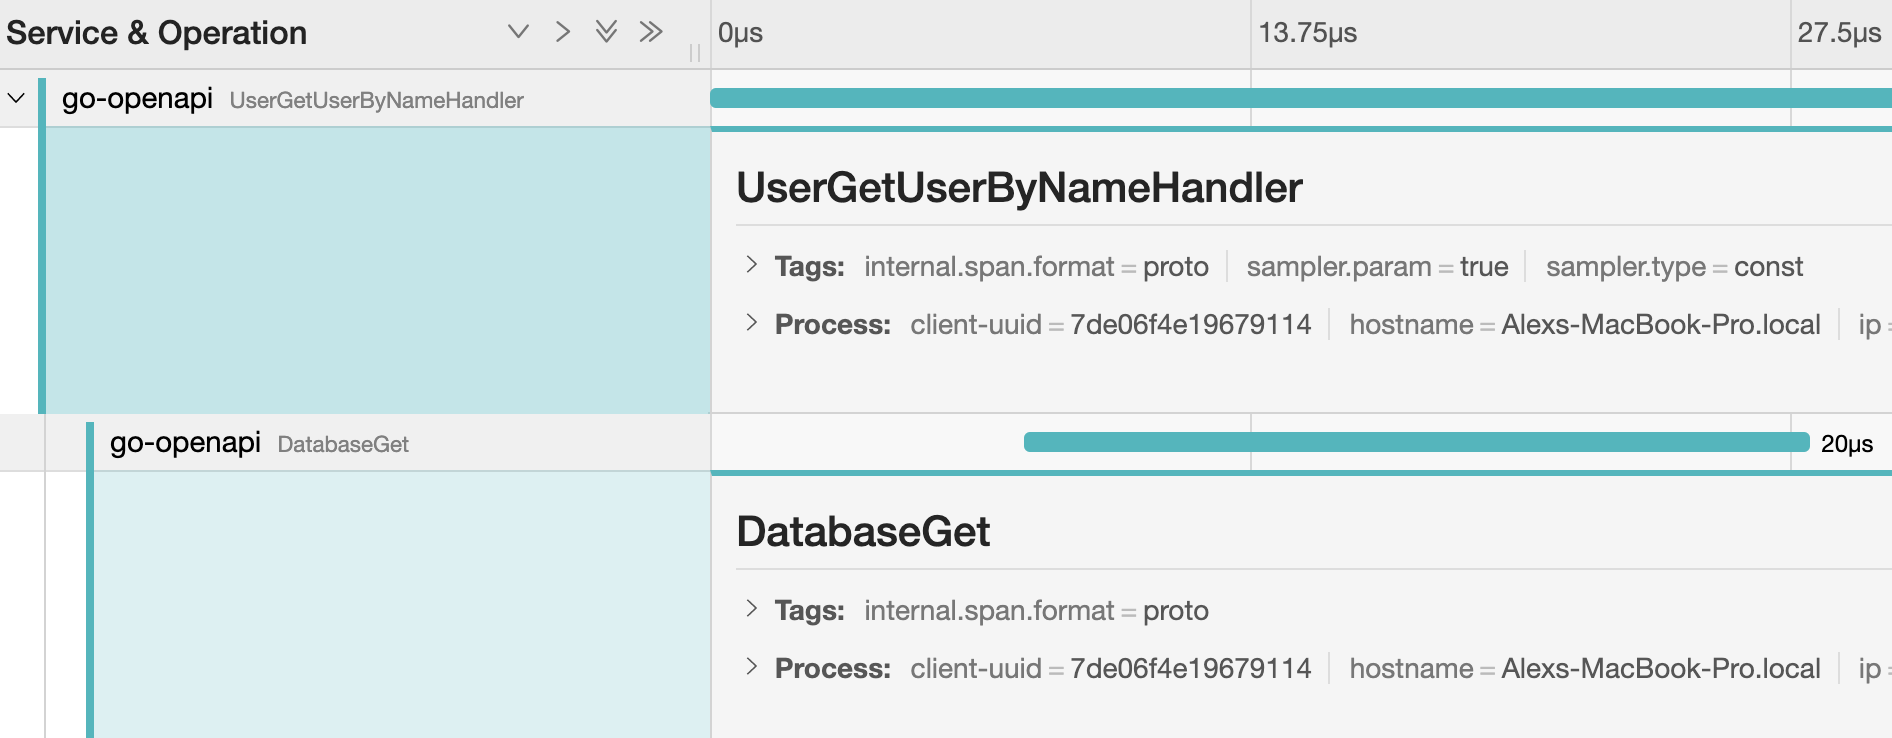 Service & Operation 0μs 13.75μs 27.5μs
go-openapi UserGetUserByNameHandler
UserGetUserByNameHandler
Tags: internal.span.format = proto sampler.param = true sampler.type = const
Process: client-uuid = 7de06f4e19679114 hostname = Alexs-MacBook-Pro.local ip =
go-openapi DatabaseGet 20μs
DatabaseGet
Tags: internal.span.format = proto
Process: client-uuid = 7de06f4e19679114 hostname = Alexs-MacBook-Pro.local ip =